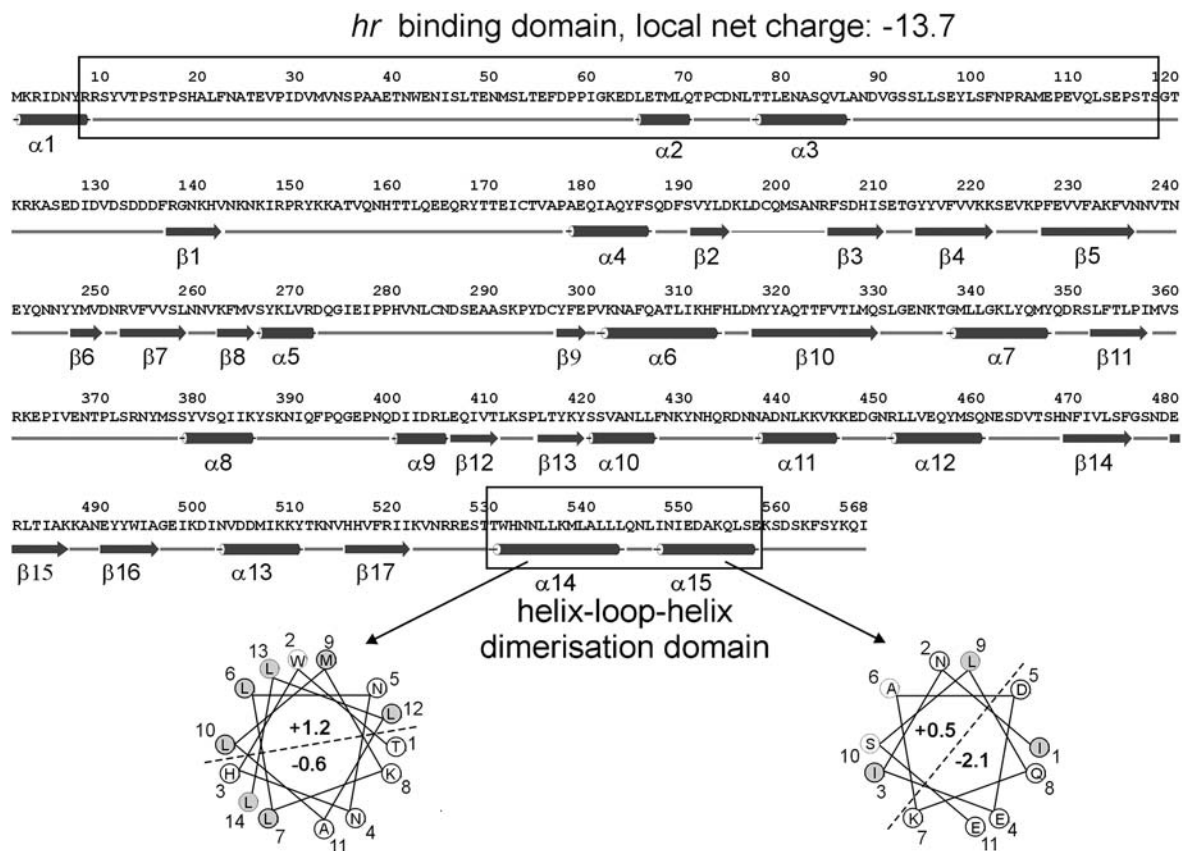 hr binding domain, local net charge: -13.7
10 20 30 40 50 60 70 80 90 100 110 120
MKRIDNYRRSYVTPSTPSHALFNATEVPIDVMVNSPAAETNWENISLTENMSLTEFDPPIGKEDLETMLQTPCDNLTTLENASQVLANDVGSSLLSEYLSFNPRAMEPEVQLSEPSTSGT
α1 α2 α3
130 140 150 160 170 180 190 200 210 220 230 240
KRKASEDIDVDSDDDFRGNKHVNKNKIRPRYKKATVQNHTTLQEEQRYTTEICTVAPAEQIAQYFSQDFSVYLDKLDCQMSANRFSDHISETGYYVFVVKKSEVKPFEVVFAKFVNNVTN
β1 α4 β2 β3 β4 β5
250 260 270 280 290 300 310 320 330 340 350 360
EYQNNYYMVDNRVFVVSLNNVKFMVSYKLVRDQGIEIPPHVNLCNDSEAASKPYDCYFEPVKNAFQATLIKHFHLDMYYAQTTFVTLMQSLGENKTGMLLGKLYQMYQDRSLFTLPIMVS
β6 β7 β8 α5 β9 α6 β10 α7 β11
370 380 390 400 410 420 430 440 450 460 470 480
RKEPIVENTPLSRNYMSSYVSQIIKYSKNIQFPQGEPNQDIIDRLEQIVTLKSPLTYKYSSVANLLFNKYNHQRDNNADNLKKVKKEDGNRLLVEQYMSQNESDVTSHNFIVLSFGSNDE
α8 α9 β12 β13 α10 α11 α12 β14
490 500 510 520 530 540 550 560 568
RLTIAKKANEYYWIAGEIKDINVDDMIKKYTKNVHHVFRIIKVNRRESTTWHNNLLKMLALLLQNLINIEDAKQLSEKSDSKFSYKQI
β15 β16 α13 β17 α14 α15
helix-loop-helix
dimerisation domain
2 9
13 W M
6 L 5
L N
L 12
10 +1.2
L T 1
-0.6
H K
3 8
L L N
14 7 A 4
11
2 9
N L
6 5
A D
+0.5
10 S I
-2.1 1
I Q
3 8
K E
7 E 4
11